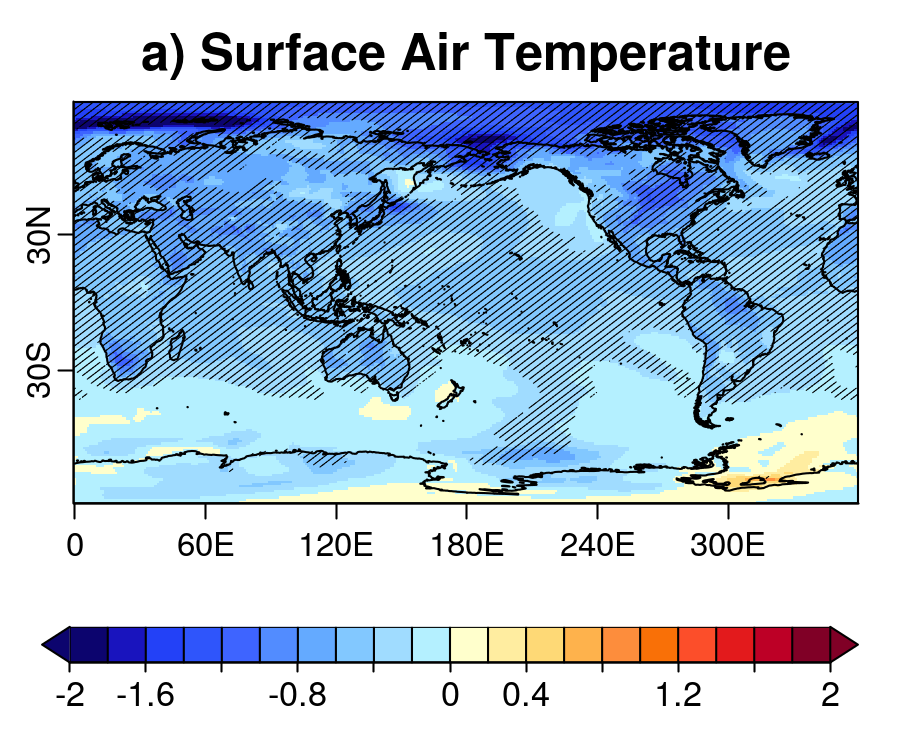 a) Surface Air Temperature
30N
30S
0 60E 120E 180E 240E 300E
-2 -1.6 -0.8 0 0.4 1.2 2